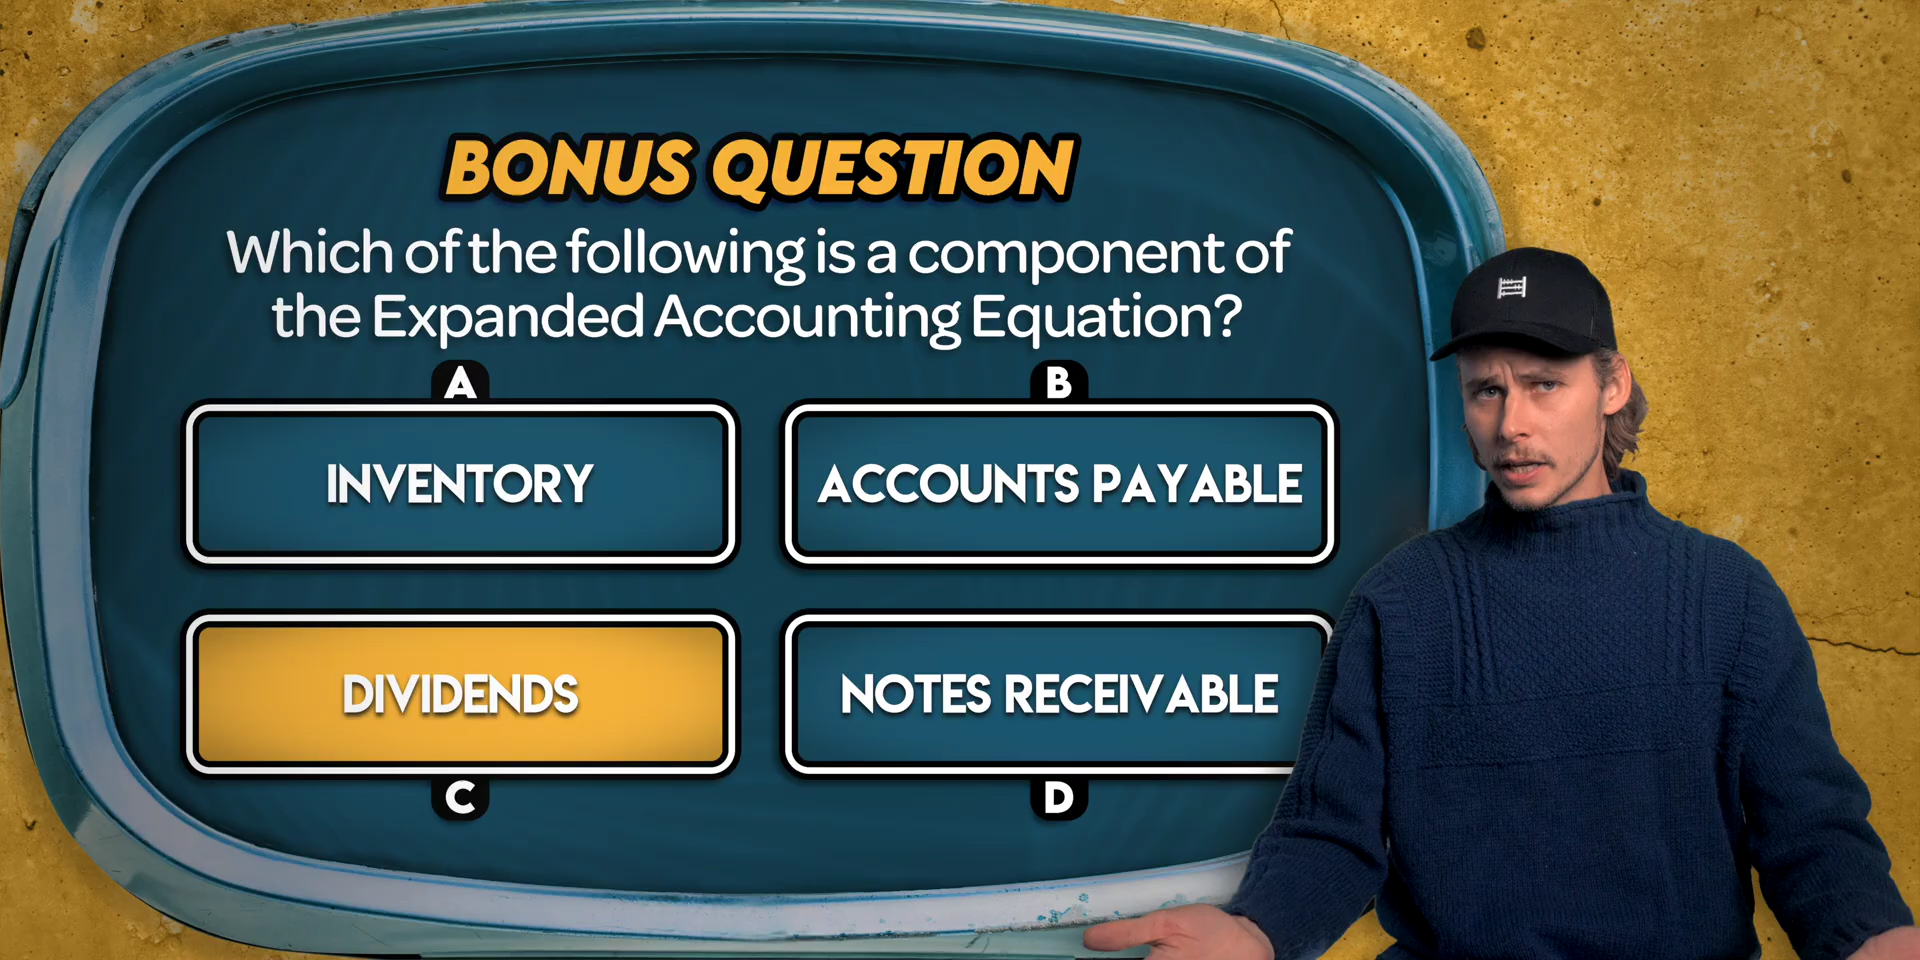 BONUS QUESTION
Which of the following is a component of
the Expanded Accounting Equation?
A
INVENTORY
B
ACCOUNTS PAYABLE
DIVIDENDS
C
NOTES RECEIVABLE
D